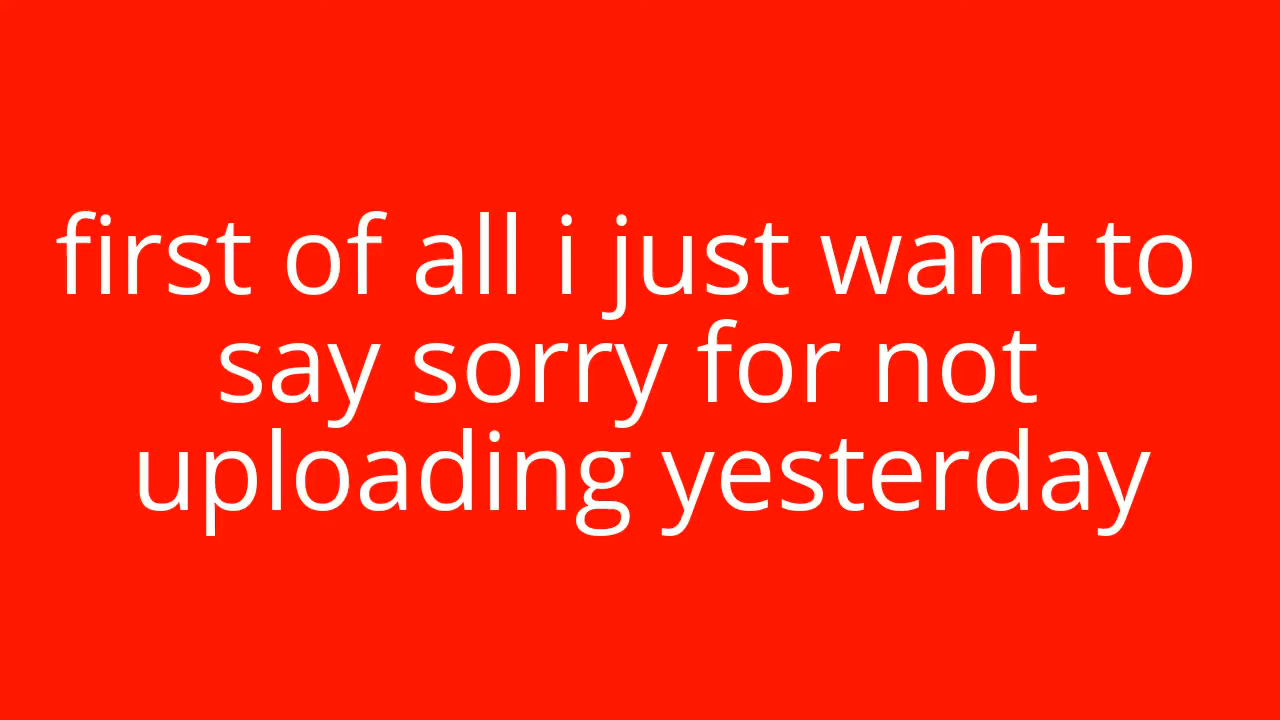 first of all i just want to
say sorry for not
uploading yesterday